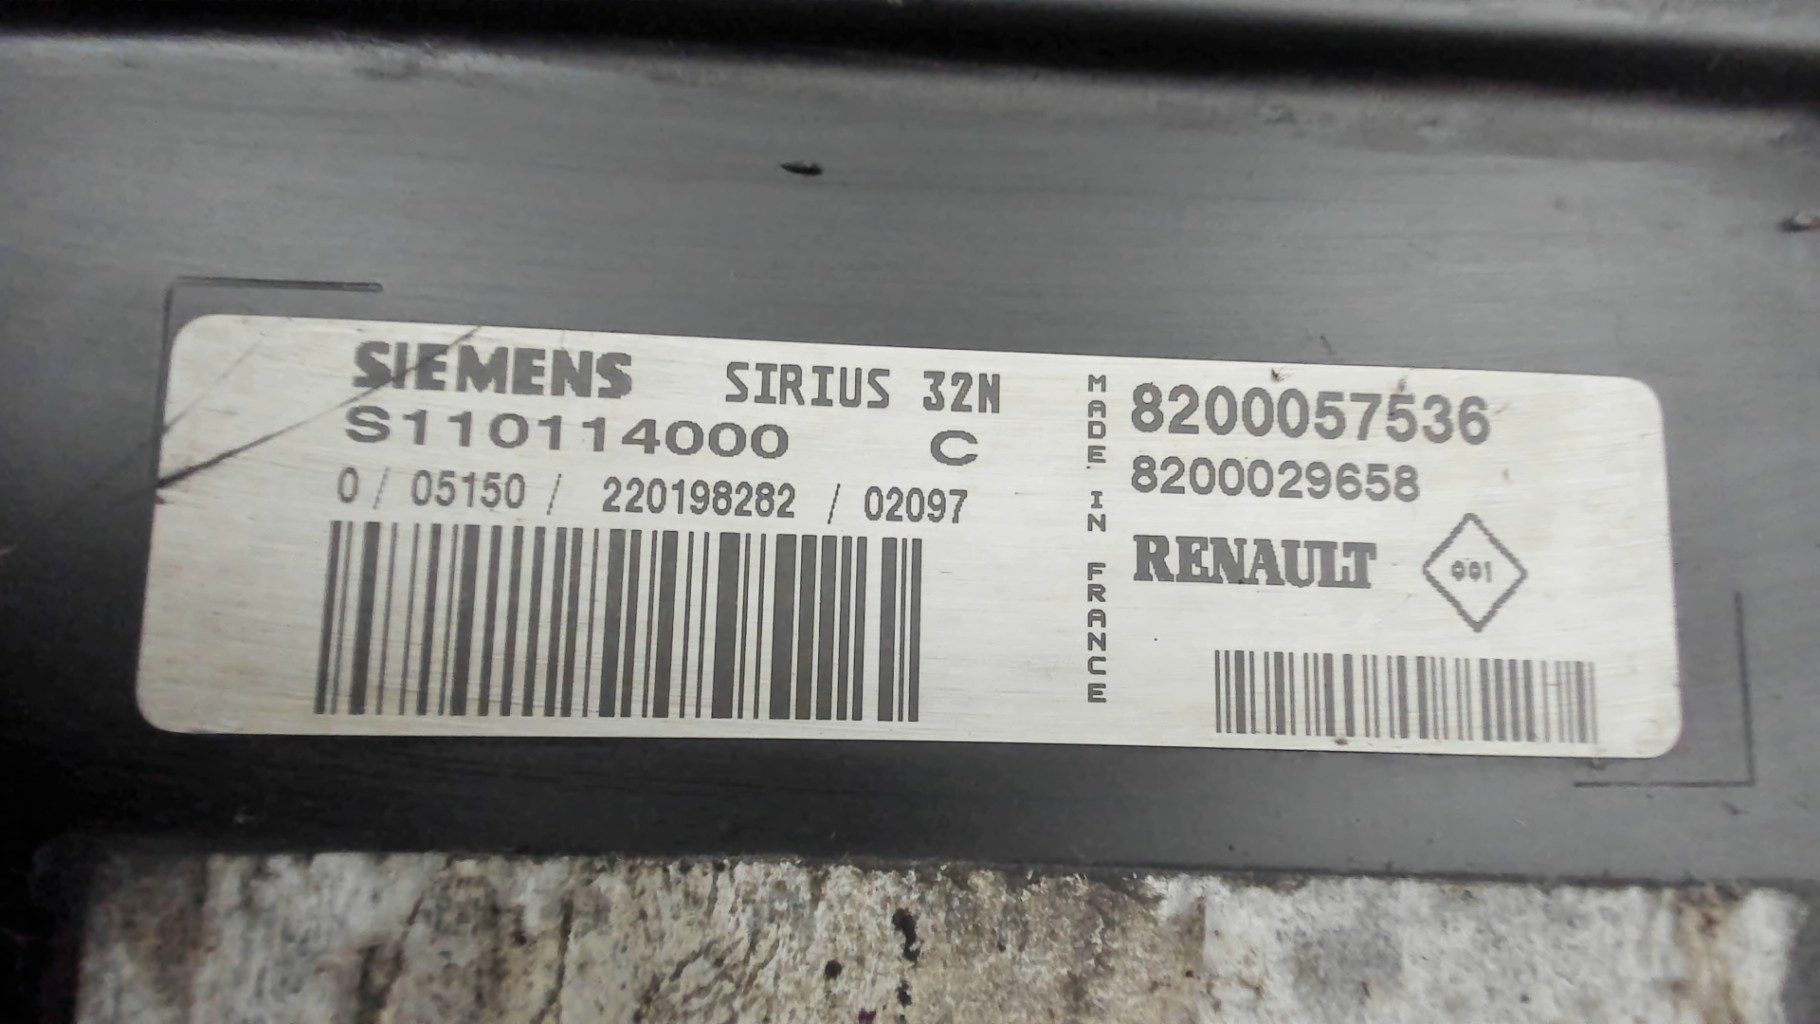 SIEMENS SIRIUS 32N
S110114000 C
0 / 05150 / 220198282 / 02097
MADE IN FRANCE
8200057536
8200029658
RENAULT 001